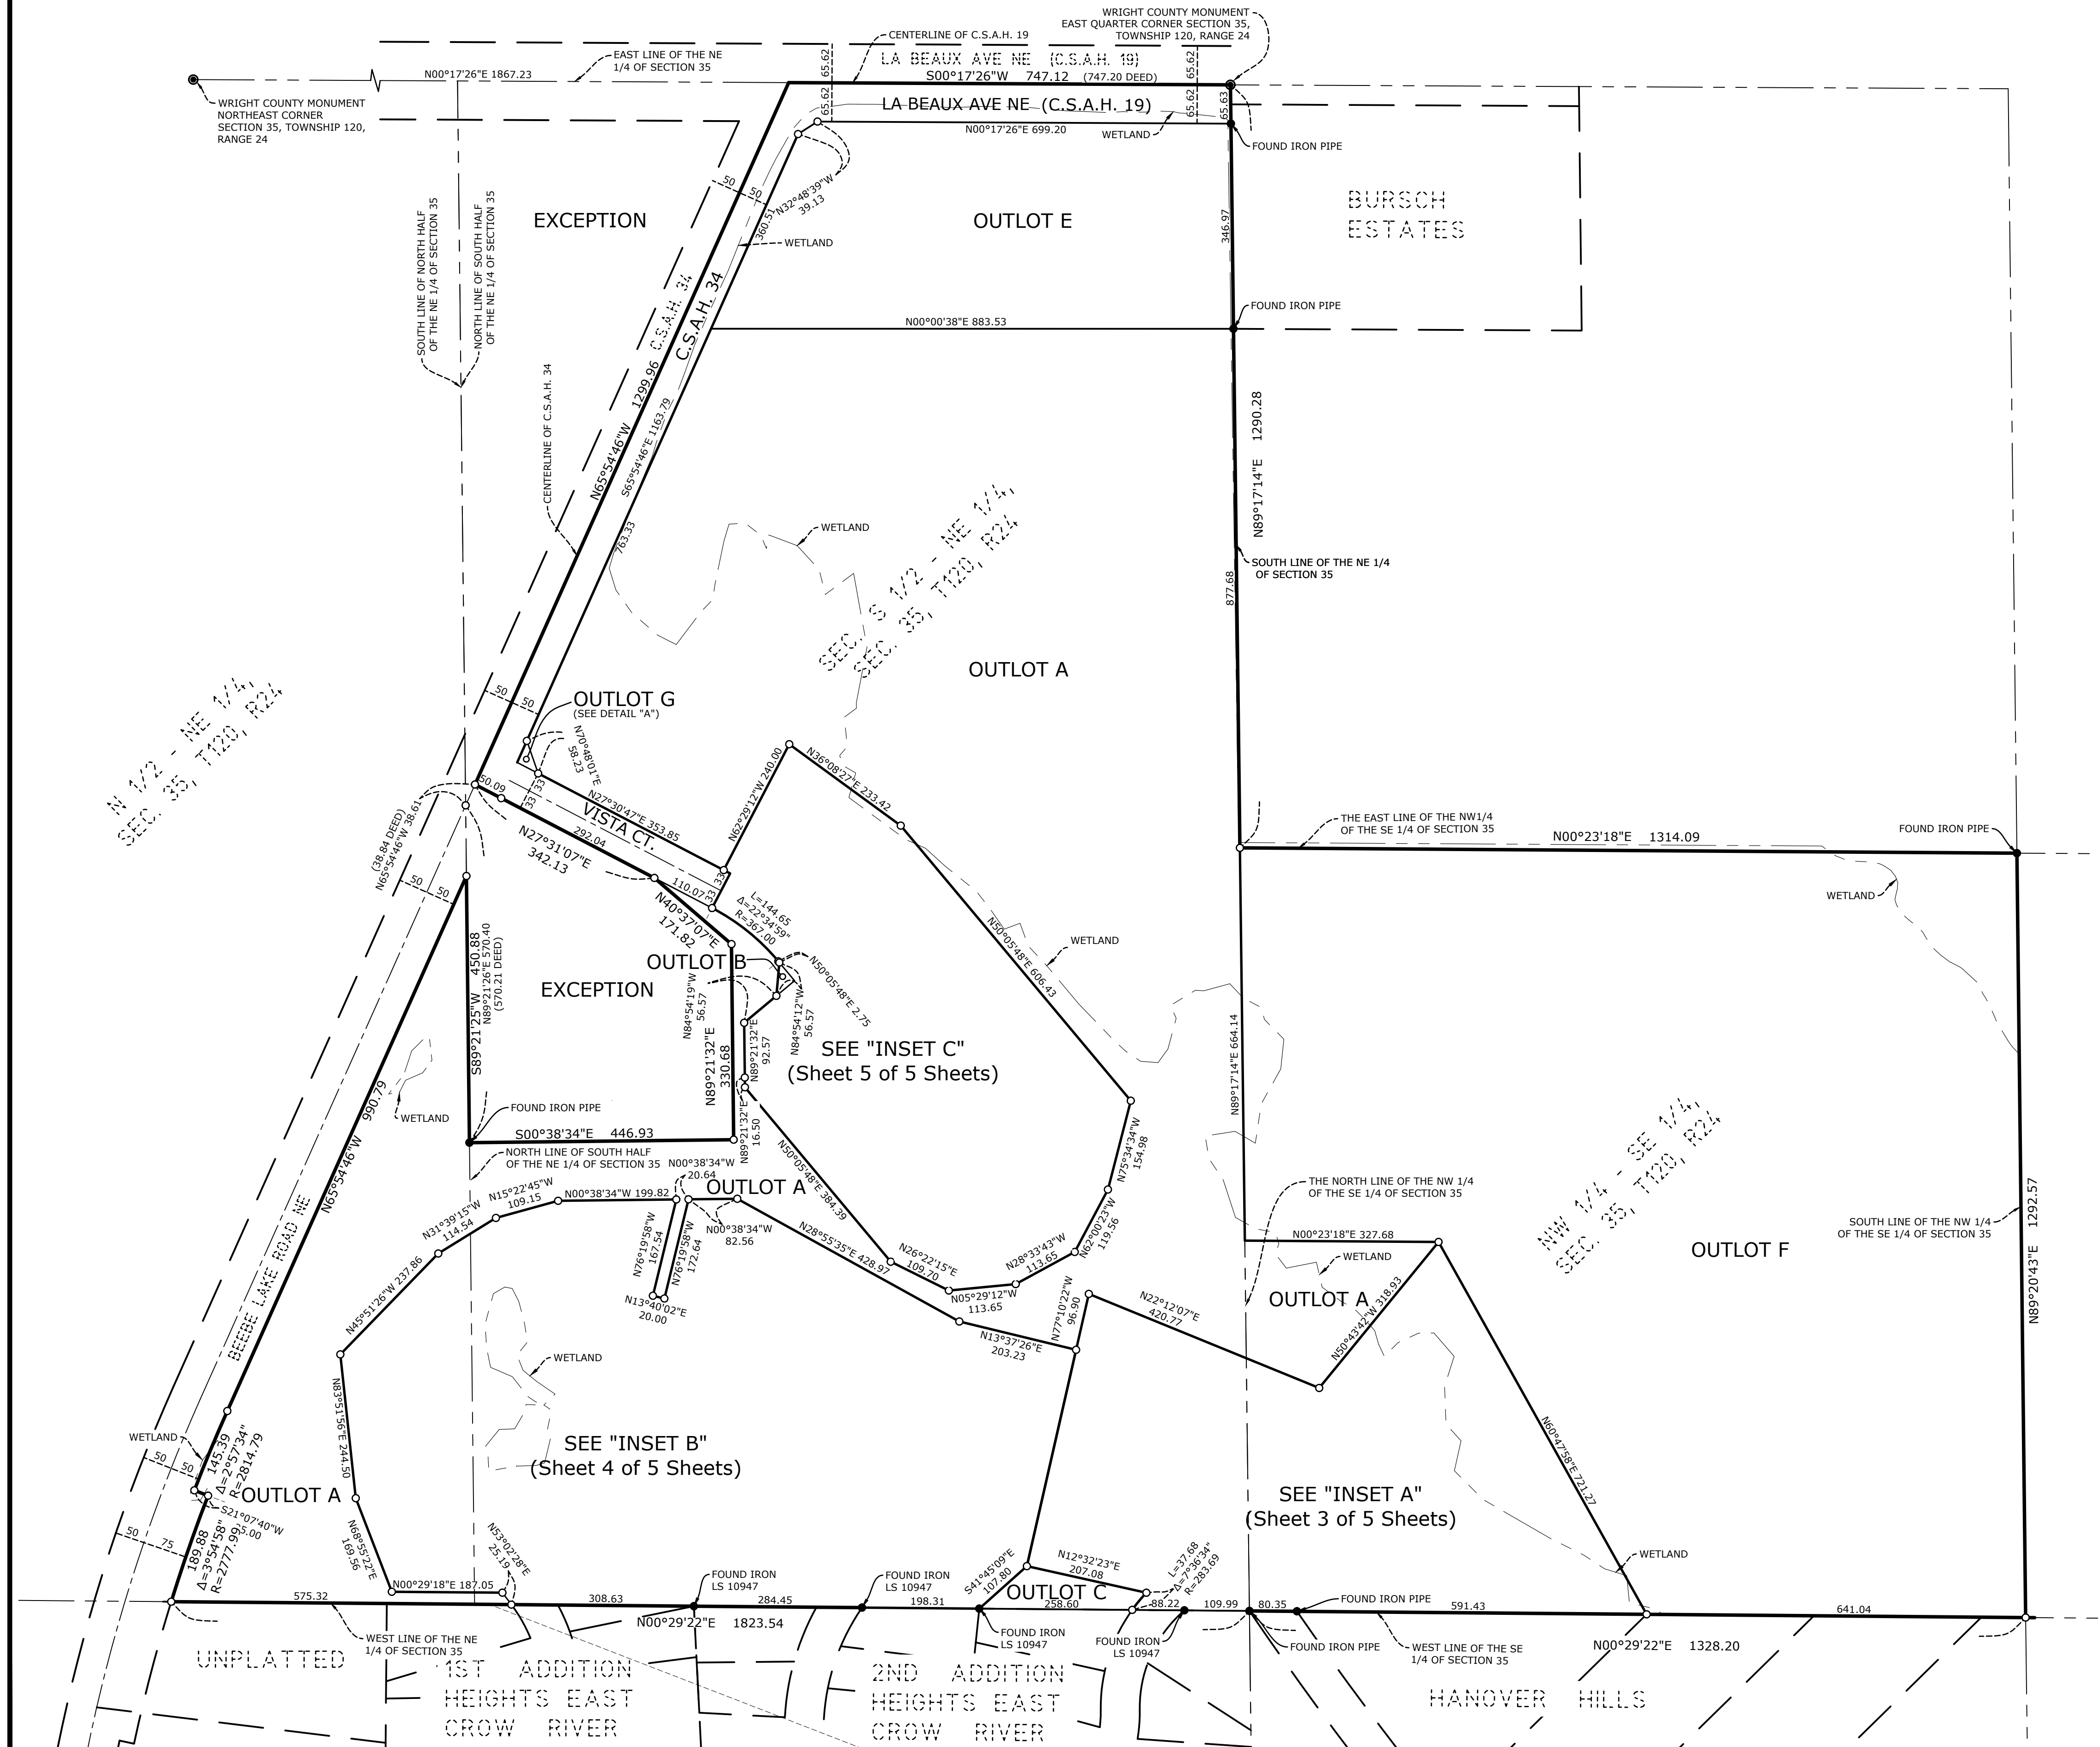 WRIGHT COUNTY MONUMENT
EAST QUARTER CORNER SECTION 35,
TOWNSHIP 120, RANGE 24
CENTERLINE OF C.S.A.H. 19
LA BEAUX AVE NE (C.S.A.H. 19)
EAST LINE OF THE NE
1/4 OF SECTION 35
N00°17'26"E 1867.23
S00°17'26"W 747.12 (747.20 DEED)
65.62
65.62
65.62
65.62
65.63
WRIGHT COUNTY MONUMENT
NORTHEAST CORNER
SECTION 35, TOWNSHIP 120,
RANGE 24
LA BEAUX AVE NE (C.S.A.H. 19)
N00°17'26"E 699.20
WETLAND
FOUND IRON PIPE
50
50
N32°48'39"W
39.13
360.51
WETLAND
EXCEPTION
OUTLOT E
346.97
BURSCH
ESTATES
SOUTH LINE OF NORTH HALF
OF THE NE 1/4 OF SECTION 35
NORTH LINE OF SOUTH HALF
OF THE NE 1/4 OF SECTION 35
FOUND IRON PIPE
N00°00'38"E 883.53
C.S.A.H. 34
C.S.A.H. 34
N65°54'46"W 1299.96
S65°54'46"E 1163.79
CENTERLINE OF C.S.A.H. 34
763.33
N89°17'14"E 1290.28
WETLAND
SEC. S 1/2 - NE 1/4,
SEC. 35, T120, R24
SOUTH LINE OF THE NE 1/4
OF SECTION 35
877.68
OUTLOT A
N 1/2 - NE 1/4,
SEC. 35, T120, R24
50
50
OUTLOT G
(SEE DETAIL "A")
N70°48'01"E
58.23
50.09
33
33
N27°30'47"E 353.85
VISTA CT.
N62°29'12"W 240.00
N36°08'27"E 233.42
(38.84 DEED)
N65°54'46"W 38.61
292.04
N27°31'07"E
342.13
THE EAST LINE OF THE NW1/4
OF THE SE 1/4 OF SECTION 35
N00°23'18"E 1314.09
FOUND IRON PIPE
50
50
110.07
33
33
N40°37'07"E
171.82
L=144.65
Δ=22°34'59"
R=367.00
WETLAND
N50°05'48"E 606.43
WETLAND
S89°21'25"W 450.88
N89°21'26"E 570.40
(570.21 DEED)
OUTLOT B
EXCEPTION
N84°54'19"W
56.57
N50°05'48"E 2.75
N84°54'12"W
56.57
N89°21'32"E
330.68
N89°21'32"E
92.57
SEE "INSET C"
(Sheet 5 of 5 Sheets)
N89°17'14"E 664.14
N65°54'46"W 990.79
WETLAND
FOUND IRON PIPE
S00°38'34"E 446.93
N89°21'32"E
16.50
NORTH LINE OF SOUTH HALF
OF THE NE 1/4 OF SECTION 35
N00°38'34"W
20.64
N50°05'48"E 384.39
N75°34'34"W
154.98
NW 1/4 - SE 1/4,
SEC. 35, T120, R24
THE NORTH LINE OF THE NW 1/4
OF THE SE 1/4 OF SECTION 35
N15°22'45"W
109.15
N00°38'34"W 199.82
OUTLOT A
N31°39'15"W
114.54
N00°38'34"W
82.56
N62°00'23"W
119.56
SOUTH LINE OF THE NW 1/4
OF THE SE 1/4 OF SECTION 35
N89°20'43"E 1292.57
N76°19'58"W
167.54
N76°19'58"W
172.64
N28°55'35"E 428.97
N26°22'15"E
109.70
N28°33'43"W
113.65
N00°23'18"E 327.68
OUTLOT F
WETLAND
BEEBE LAKE ROAD NE
N45°51'26"W 237.86
N13°40'02"E
20.00
N05°29'12"W
113.65
N77°10'22"W
96.90
N22°12'07"E
420.77
OUTLOT A
N50°43'42"W 318.93
N13°37'26"E
203.23
WETLAND
N83°51'56"E 244.50
N60°47'58"E 721.27
WETLAND
50
50
145.39
Δ=2°57'34"
R=2814.79
SEE "INSET B"
(Sheet 4 of 5 Sheets)
OUTLOT A
S21°07'40"W
SEE "INSET A"
(Sheet 3 of 5 Sheets)
50
75
189.88
Δ=3°54'58"
R=2777.99
N68°55'22"E
169.56
N53°02'28"E
25.19
N00°29'18"E 187.05
FOUND IRON
LS 10947
FOUND IRON
LS 10947
S41°45'09"E
107.80
N12°32'23"E
207.08
L=37.68
Δ=7°36'34"
R=283.69
WETLAND
OUTLOT C
575.32
308.63
284.45
198.31
258.60
88.22
109.99
80.35
FOUND IRON PIPE
591.43
641.04
WEST LINE OF THE NE
1/4 OF SECTION 35
N00°29'22"E 1823.54
FOUND IRON
LS 10947
FOUND IRON
LS 10947
FOUND IRON PIPE
WEST LINE OF THE SE
1/4 OF SECTION 35
N00°29'22"E 1328.20
UNPLATTED
1ST ADDITION
HEIGHTS EAST
CROW RIVER
2ND ADDITION
HEIGHTS EAST
CROW RIVER
HANOVER HILLS